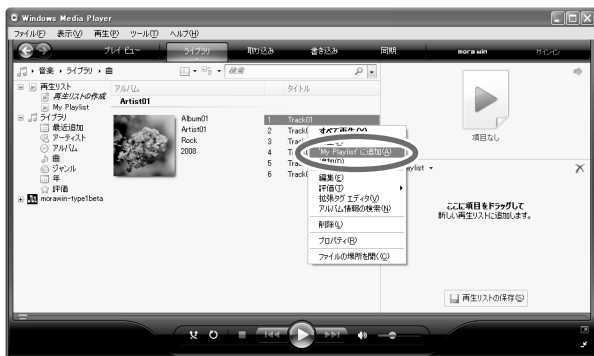 Windows Media Player
ファイル(F) 表示(V) 再生(P) ツール(T) ヘルプ(H)
プレイ ビュー ライブラリ 取り込み 書き込み 同期 mora win サインイン
音楽 ライブラリ 曲 検索
再生リスト
再生リストの作成
My Playlist
ライブラリ
最近追加
アーティスト
アルバム
曲
ジャンル
年
評価
morawin-type1beta
アルバム タイトル
Artist01
Album01
Artist01
Rock
2008
1 Track01
2
3
4
5
6
'My Playlist' に追加(A)
編集(E)
評価(T)
拡張タグ エディタ(V)
アルバム情報の検索(N)
削除(L)
プロパティ(R)
ファイルの場所を開く(O)
項目なし
ここに項目をドラッグして
新しい再生リストに追加します。
再生リストの保存(S)